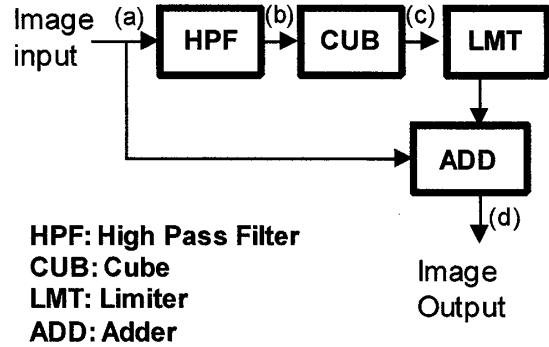 Image
input
(a)
HPF
(b)
CUB
(c)
LMT
ADD
(d)
Image
Output
HPF: High Pass Filter
CUB: Cube
LMT: Limiter
ADD: Adder